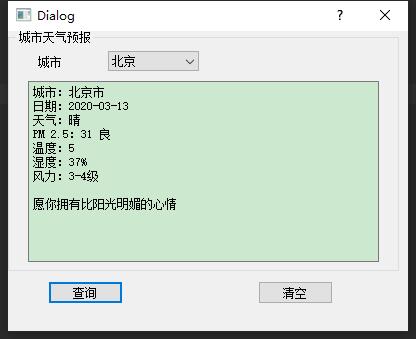 Dialog
城市天气预报
城市 北京
城市：北京市
日期：2020-03-13
天气：晴
PM 2.5：31 良
温度：5
湿度：37%
风力：3-4级
愿你拥有比阳光明媚的心情
查询 清空